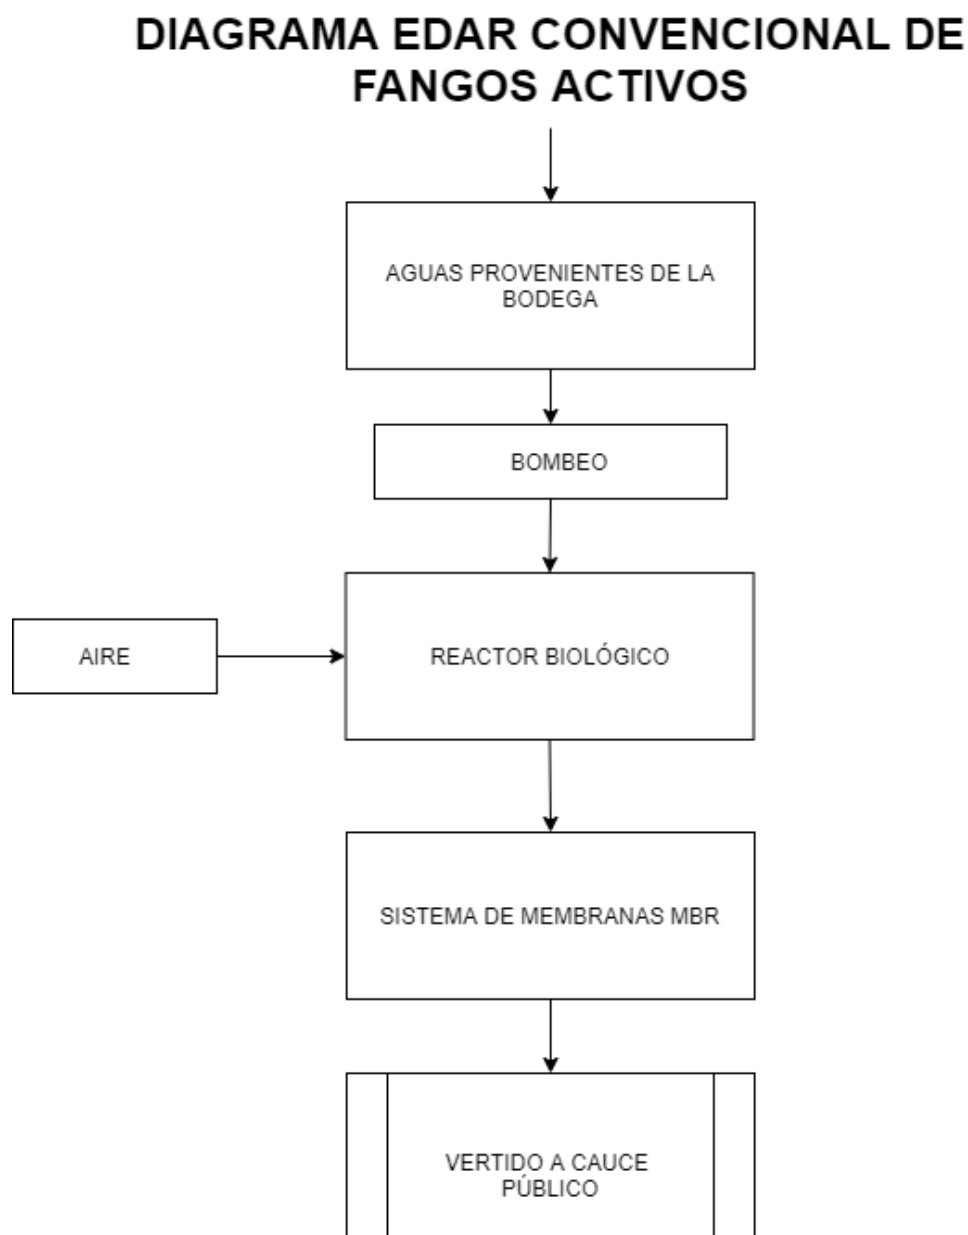 DIAGRAMA EDAR CONVENCIONAL DE
FANGOS ACTIVOS
AGUAS PROVENIENTES DE LA
BODEGA
BOMBEO
AIRE
REACTOR BIOLÓGICO
SISTEMA DE MEMBRANAS MBR
VERTIDO A CAUCE
PÚBLICO